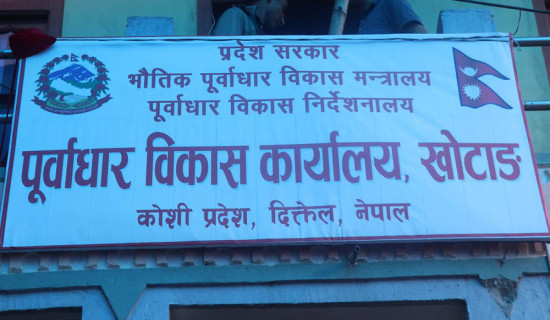 प्रदेश सरकार
भौतिक पूर्वाधार विकास मन्त्रालय
पूर्वाधार विकास निर्देशनालय
पूर्वाधार विकास कार्यालय, खोटाङ
कोशी प्रदेश, दिक्तेल, नेपाल